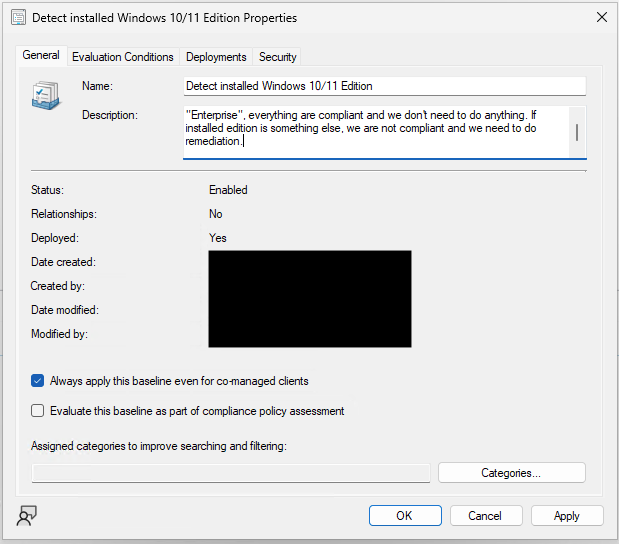 Detect installed Windows 10/11 Edition Properties
General
Evaluation Conditions
Deployments
Security
Name:
Detect installed Windows 10/11 Edition
Description:
"Enterprise", everything are compliant and we don't need to do anything. If
installed edition is something else, we are not compliant and we need to do
remediation.
Status:
Enabled
Relationships:
No
Deployed:
Yes
Date created:
Created by:
Date modified:
Modified by:
Always apply this baseline even for co-managed clients
Evaluate this baseline as part of compliance policy assessment
Assigned categories to improve searching and filtering:
Categories...
OK
Cancel
Apply